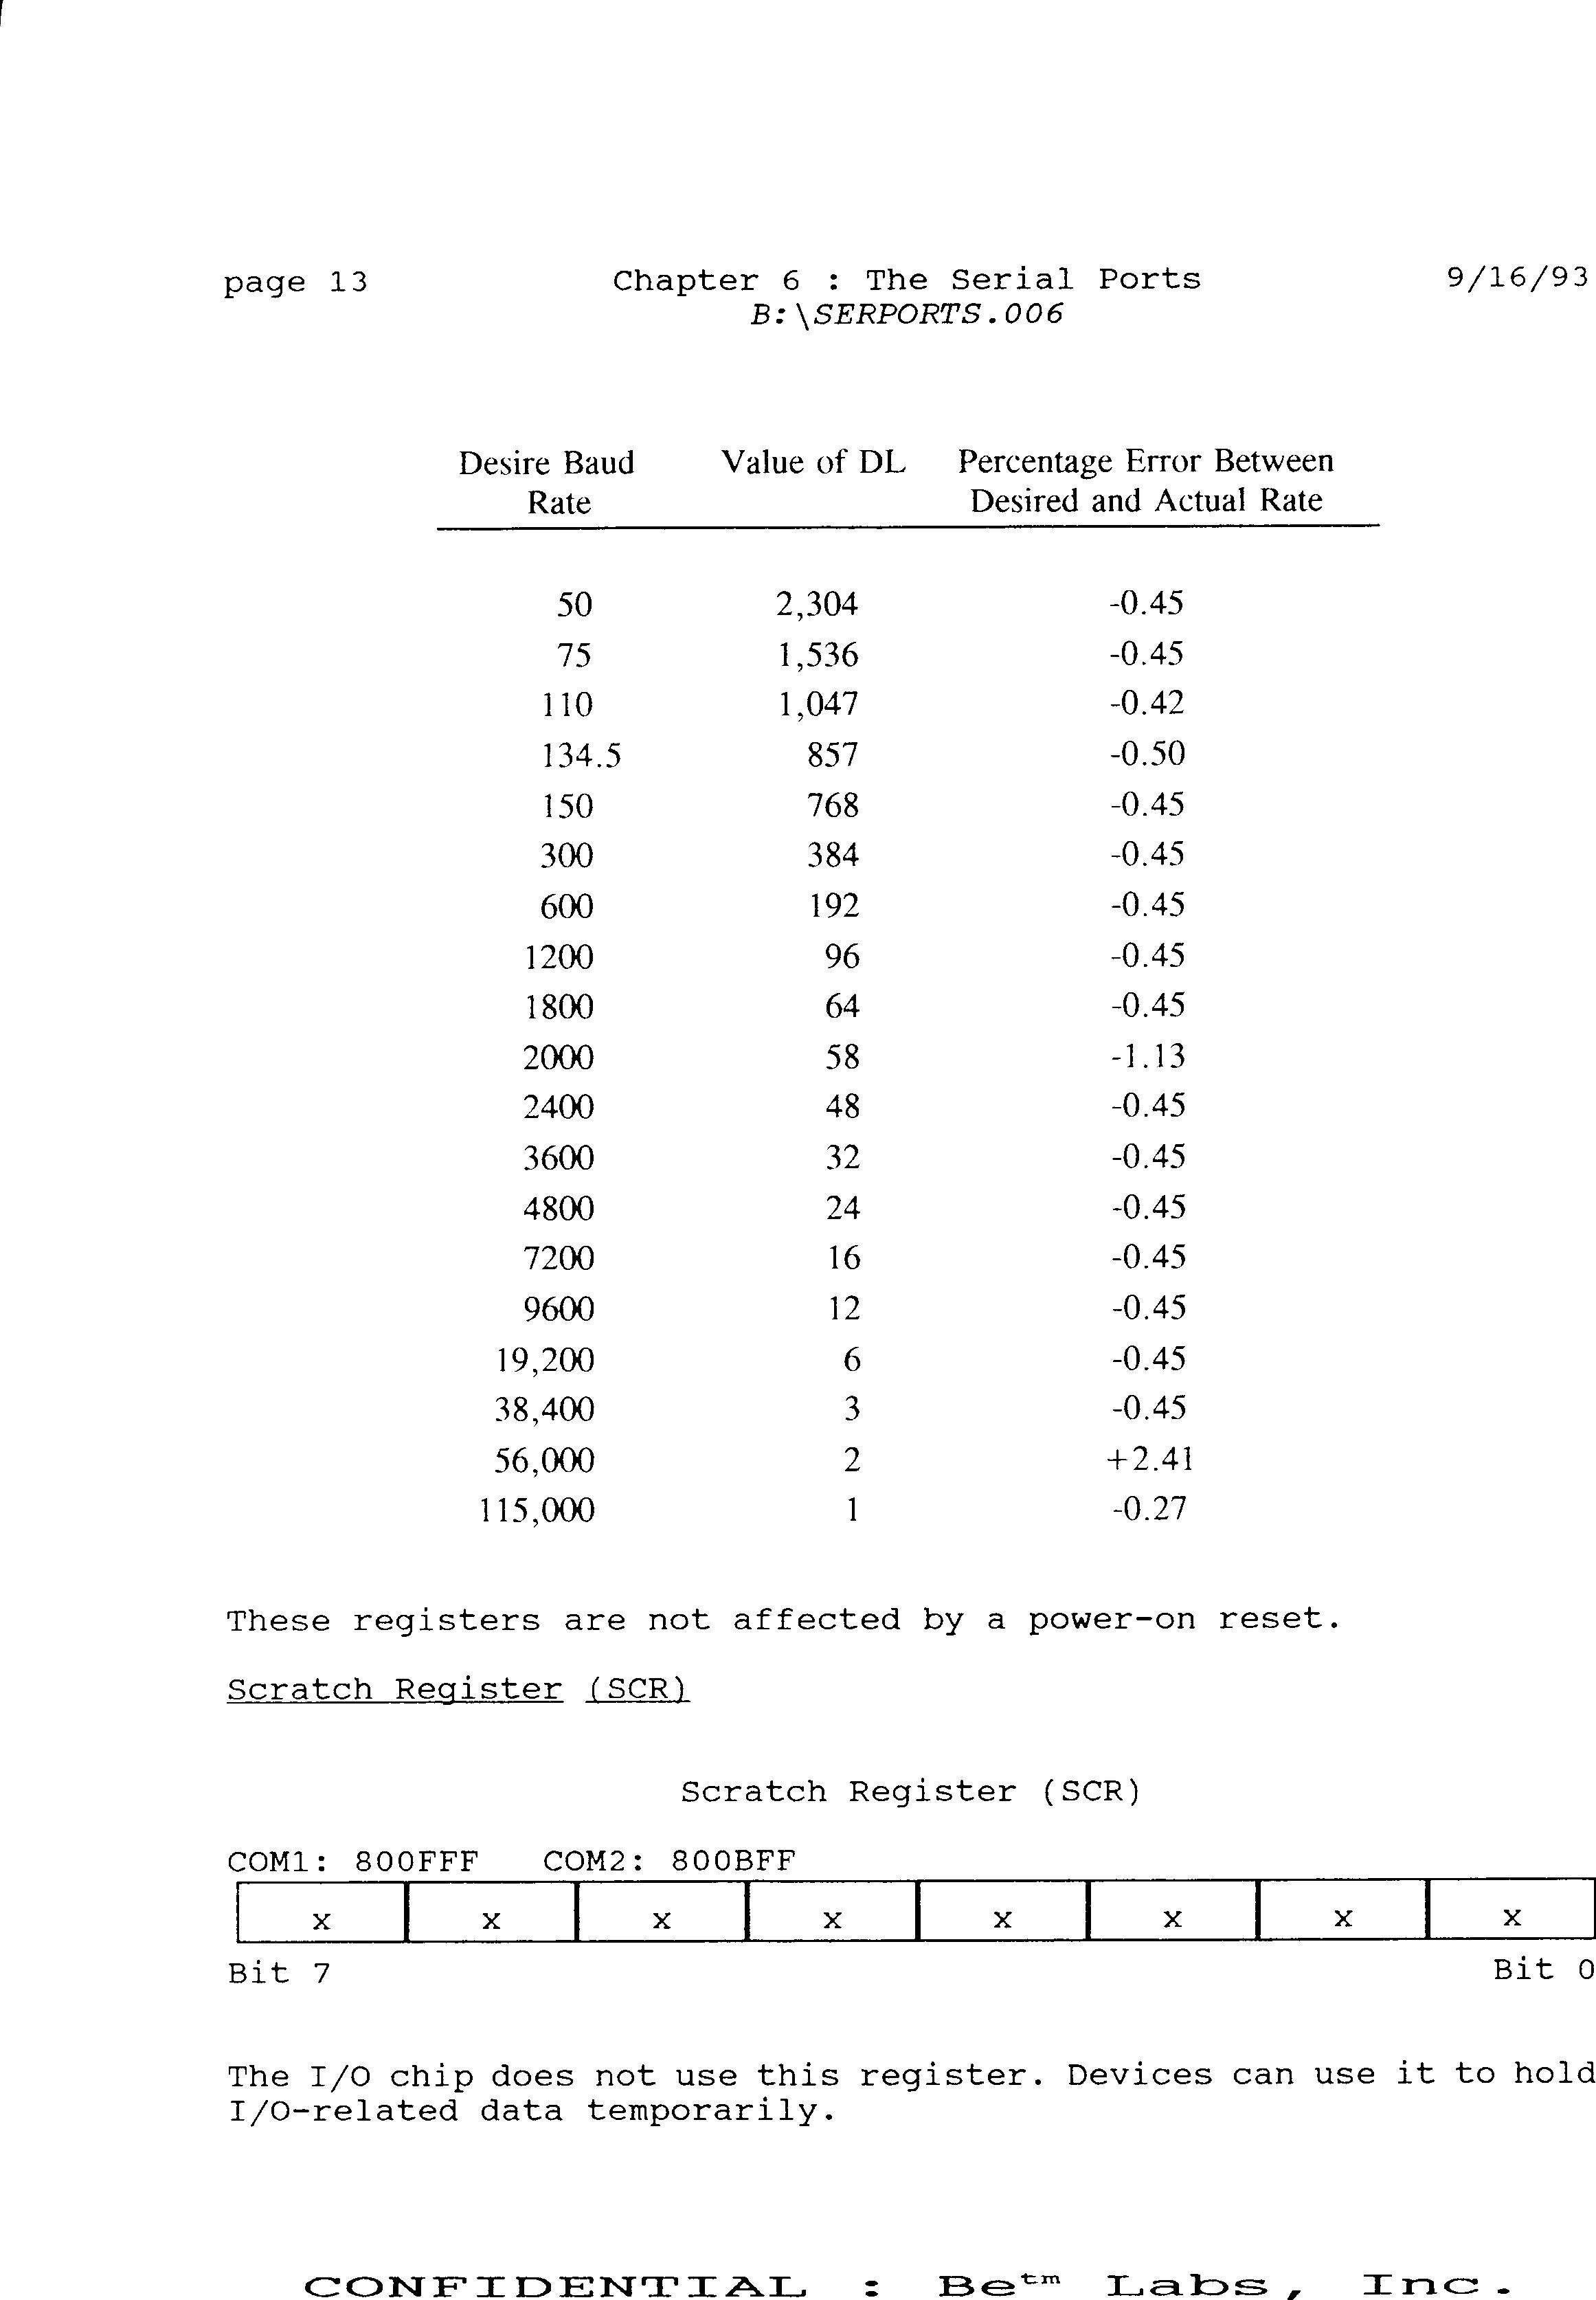 page 13 Chapter 6 : The Serial Ports 9/16/93
B:\SERPORTS.006
Desire Baud Value of DL Percentage Error Between
Rate Desired and Actual Rate
50 2,304 -0.45
75 1,536 -0.45
110 1,047 -0.42
134.5 857 -0.50
150 768 -0.45
300 384 -0.45
600 192 -0.45
1200 96 -0.45
1800 64 -0.45
2000 58 -1.13
2400 48 -0.45
3600 32 -0.45
4800 24 -0.45
7200 16 -0.45
9600 12 -0.45
19,200 6 -0.45
38,400 3 -0.45
56,000 2 +2.41
115,000 1 -0.27
These registers are not affected by a power-on reset.
Scratch Register (SCR)
Scratch Register (SCR)
COM1: 800FFF COM2: 800BFF
x x x x x x x x
Bit 7 Bit 0
The I/O chip does not use this register. Devices can use it to hold
I/O-related data temporarily.
CONFIDENTIAL : Be™ Labs, Inc.